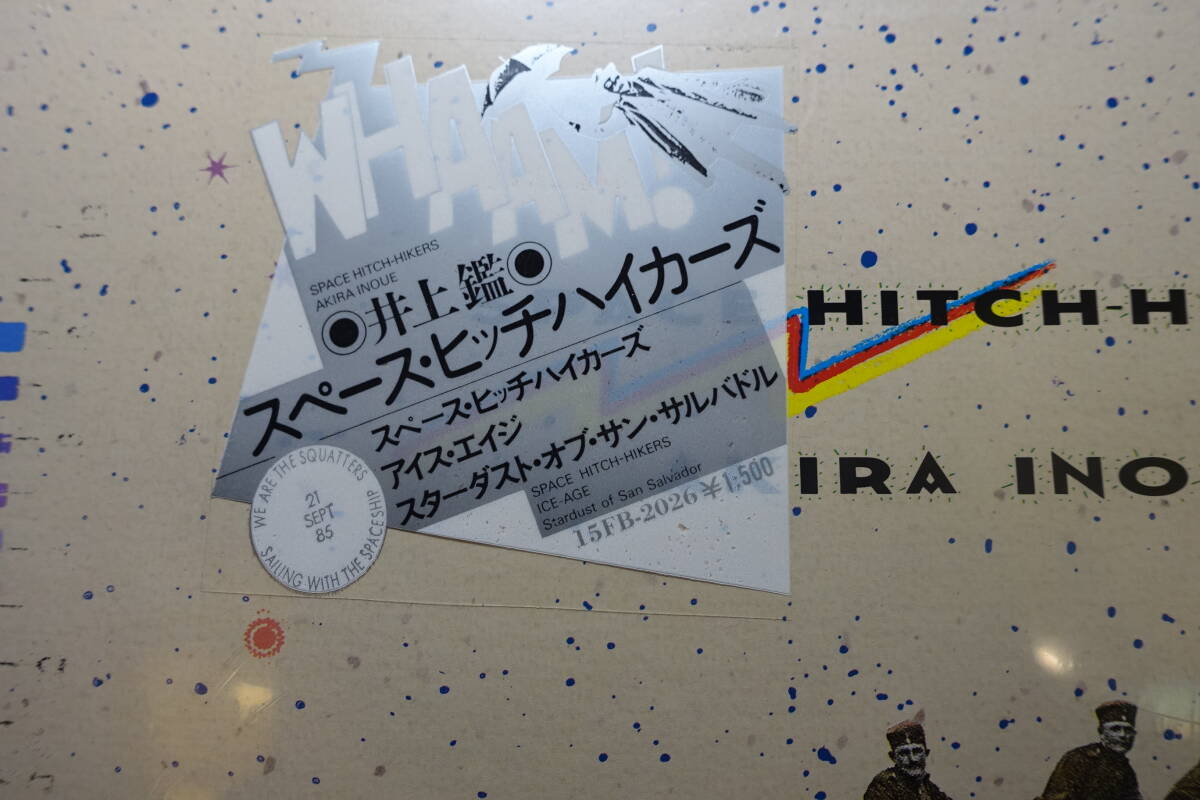 WHAAM!
SPACE HITCH-HIKERS
AKIRA INOUE
●井上鑑●
スペース・ヒッチハイカーズ
スペース・ヒッチハイカーズ
アイス・エイジ
スターダスト・オブ・サン・サルバドル
SPACE HITCH-HIKERS
ICE-AGE
Stardust of San Salvador
15FB-2026 ¥1,500
WE ARE THE SQUATTERS
21
SEPT
85
SAILING WITH THE SPACESHIP
HITCH-H
IRA INO